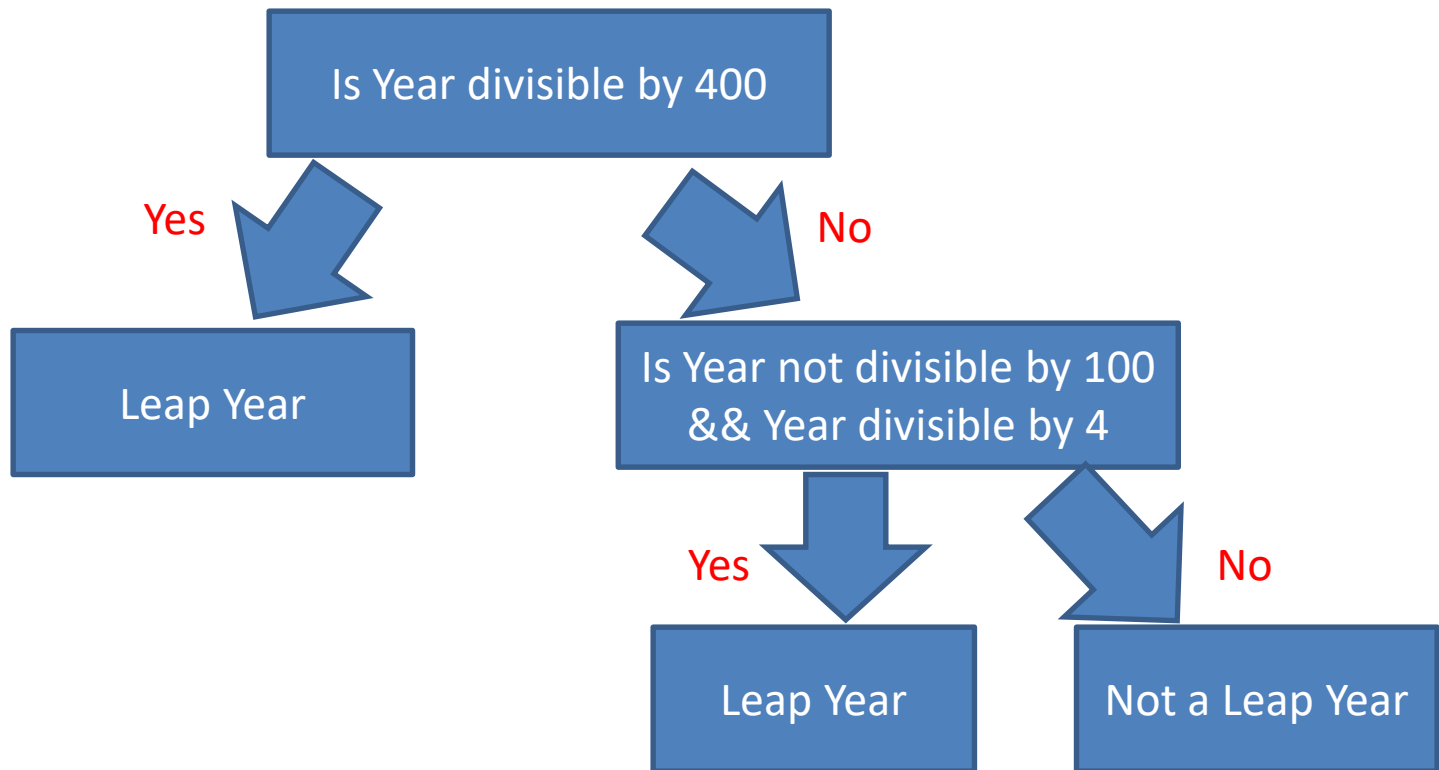 Is Year divisible by 400
Yes
No
Leap Year
Is Year not divisible by 100
&& Year divisible by 4
Yes
No
Leap Year
Not a Leap Year